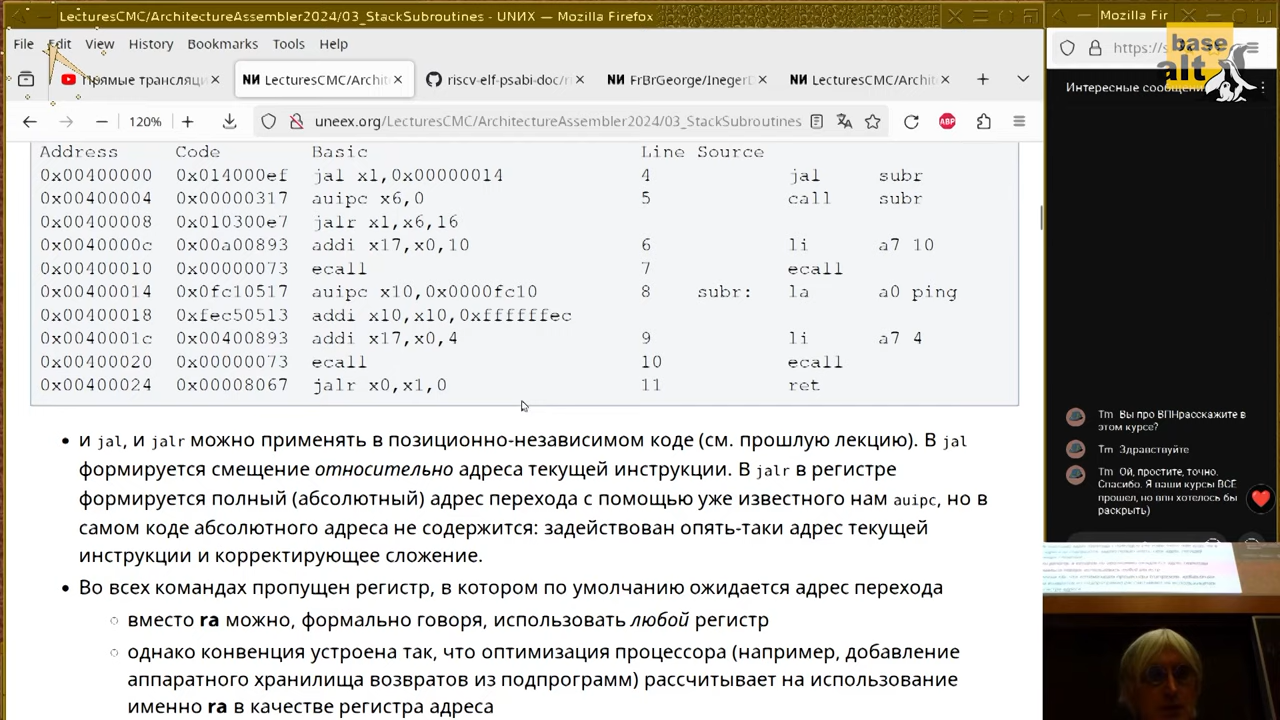 LecturesCMC/ArchitectureAssembler2024/03_StackSubroutines - UNИX — Mozilla Firefox
Mozilla Fir
File Edit View History Bookmarks Tools Help
base
alt
https://s
Прямые трансляци
LecturesCMC/Archit
riscv-elf-psabi-doc/ri
FrBrGeorge/InegerD
LecturesCMC/Archit
Интересные сообщени
120%
uneex.org/LecturesCMC/ArchitectureAssembler2024/03_StackSubroutines
ABP
Address Code Basic Line Source
0x00400000 0x014000ef jal x1,0x00000014 4 jal subr
0x00400004 0x00000317 auipc x6,0 5 call subr
0x00400008 0x010300e7 jalr x1,x6,16
0x0040000c 0x00a00893 addi x17,x0,10 6 li a7 10
0x00400010 0x00000073 ecall 7 ecall
0x00400014 0x0fc10517 auipc x10,0x0000fc10 8 subr: la a0 ping
0x00400018 0xfec50513 addi x10,x10,0xffffffec
0x0040001c 0x00400893 addi x17,x0,4 9 li a7 4
0x00400020 0x00000073 ecall 10 ecall
0x00400024 0x00008067 jalr x0,x1,0 11 ret
и jal, и jalr можно применять в позиционно-независимом коде (см. прошлую лекцию). В jal
формируется смещение относительно адреса текущей инструкции. В jalr в регистре
формируется полный (абсолютный) адрес перехода с помощью уже известного нам auipc, но в
самом коде абсолютного адреса не содержится: задействован опять-таки адрес текущей
инструкции и корректирующее смещение
Во всех командах пропущен регистр, в котором по умолчанию создаётся адрес перехода
вместо ra можно, формально говоря, использовать любой регистр
однако конвенция устроена так, что оптимизация процессора (например, добавление
аппаратного хранилища возвратов из подпрограмм) рассчитывает на использование
именно ra в качестве регистра адреса
Tm Вы про ВПНрасскажите в
этом курсе?
Tm Здравствуйте
Tm Ой, простите, точно.
Спасибо. Я ваши курсы ВСЕ
прошел, но впн хотелось бы
раскрыть)